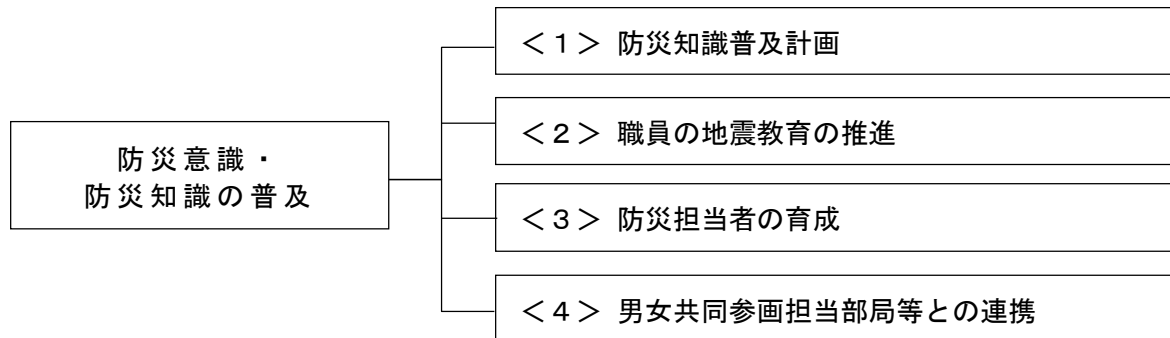 防災意識・
防災知識の普及
＜１＞ 防災知識普及計画
＜２＞ 職員の地震教育の推進
＜３＞ 防災担当者の育成
＜４＞ 男女共同参画担当部局等との連携